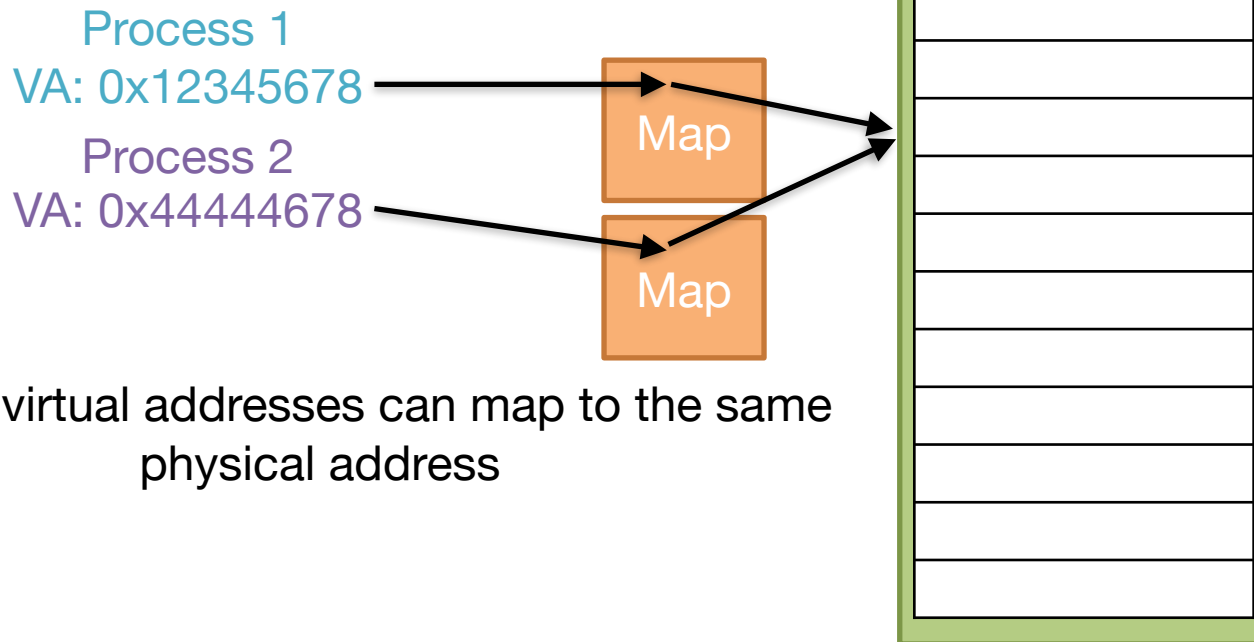 Process 1
VA: 0x12345678
Process 2
VA: 0x44444678
Map
Map
virtual addresses can map to the same
physical address